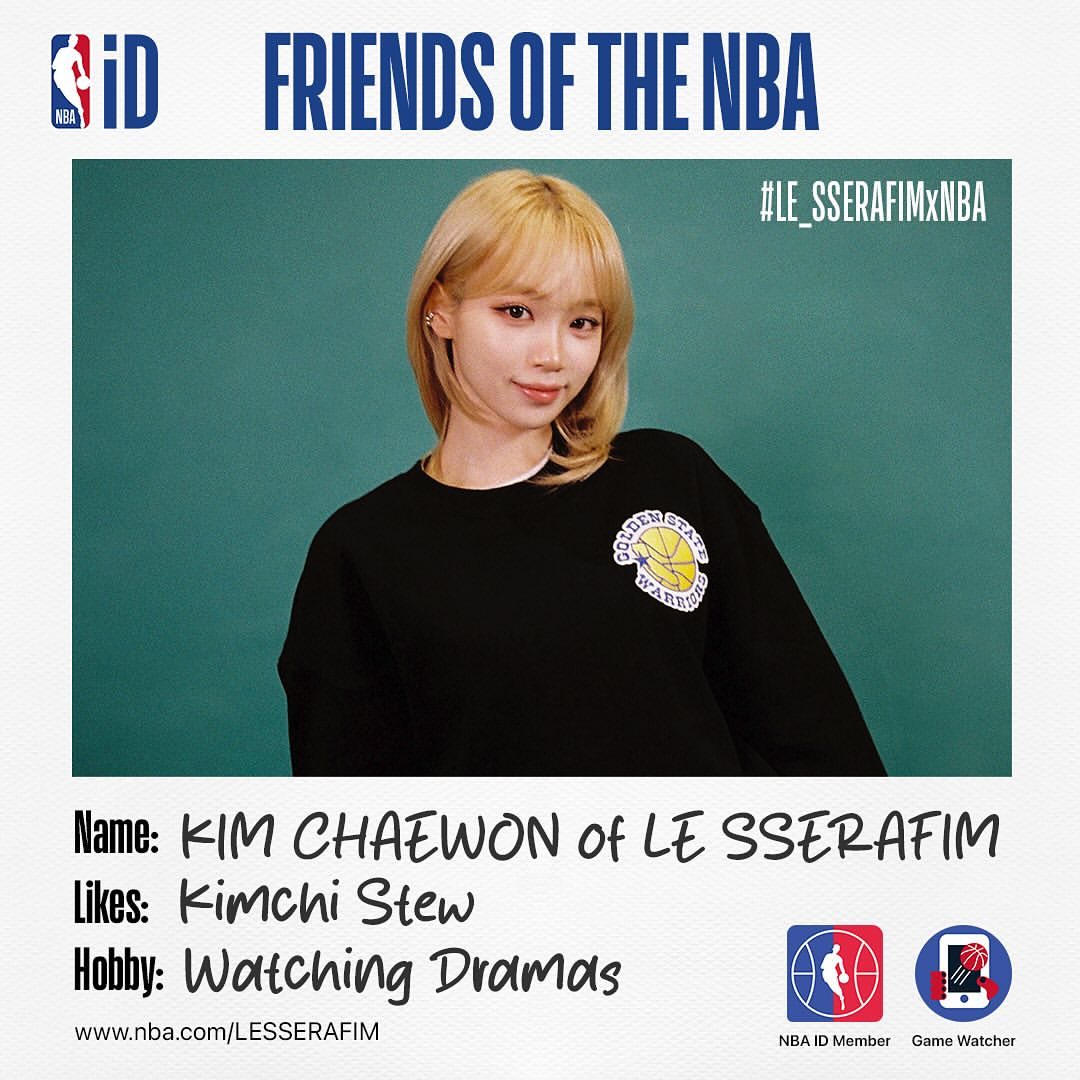 NBA iD
FRIENDS OF THE NBA
#LE_SSERAFIMxNBA
GOLDEN STATE
WARRIORS
Name: KIM CHAEWON of LE SSERAFIM
Likes: Kimchi Stew
Hobby: Watching Dramas
www.nba.com/LESSERAFIM
NBA ID Member
Game Watcher